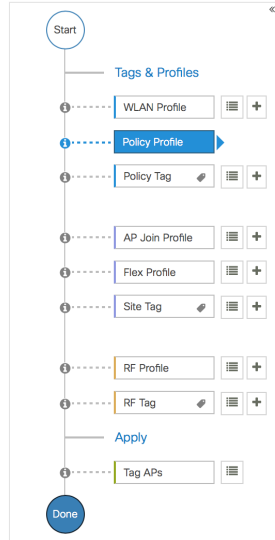 Start
Tags & Profiles
WLAN Profile
Policy Profile
Policy Tag
AP Join Profile
Flex Profile
Site Tag
RF Profile
RF Tag
Apply
Tag APs
Done